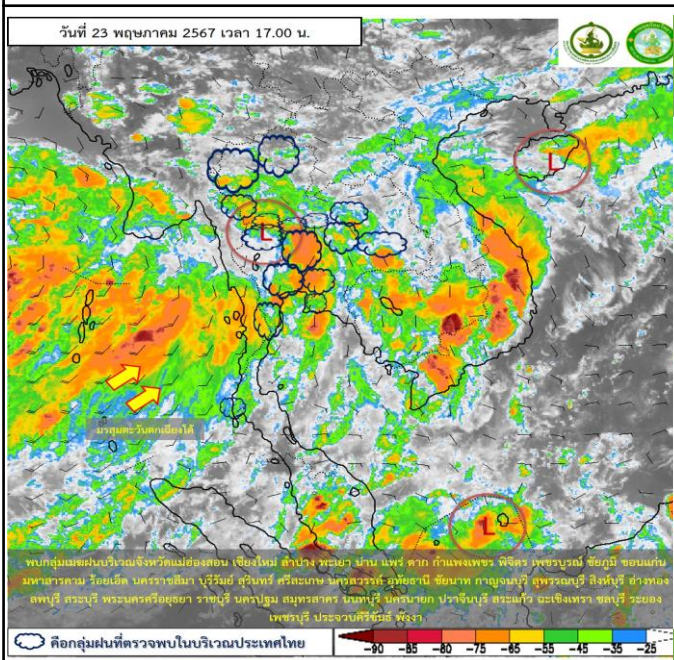 วันที่ 23 พฤษภาคม 2567 เวลา 17.00 น.
L
L
มรสุมตะวันตกเฉียงใต้
L
พบกลุ่มเมฆฝนบริเวณจังหวัดแม่ฮ่องสอน เชียงใหม่ ลำปาง พะเยา น่าน แพร่ ตาก กำแพงเพชร พิจิตร เพชรบูรณ์ ชัยภูมิ ขอนแก่น
มหาสารคาม ร้อยเอ็ด นครราชสีมา บุรีรัมย์ สุรินทร์ ศรีสะเกษ นครสวรรค์ อุทัยธานี ชัยนาท กาญจนบุรี สุพรรณบุรี สิงห์บุรี อ่างทอง
ลพบุรี สระบุรี พระนครศรีอยุธยา ราชบุรี นครปฐม สมุทรสาคร นนทบุรี นครนายก ปราจีนบุรี สระแก้ว ฉะเชิงเทรา ชลบุรี ระยอง
เพชรบุรี ประจวบคีรีขันธ์ พังงา
คือกลุ่มฝนที่ตรวจพบในบริเวณประเทศไทย
-90 -85 -80 -75 -65 -55 -45 -35 -25